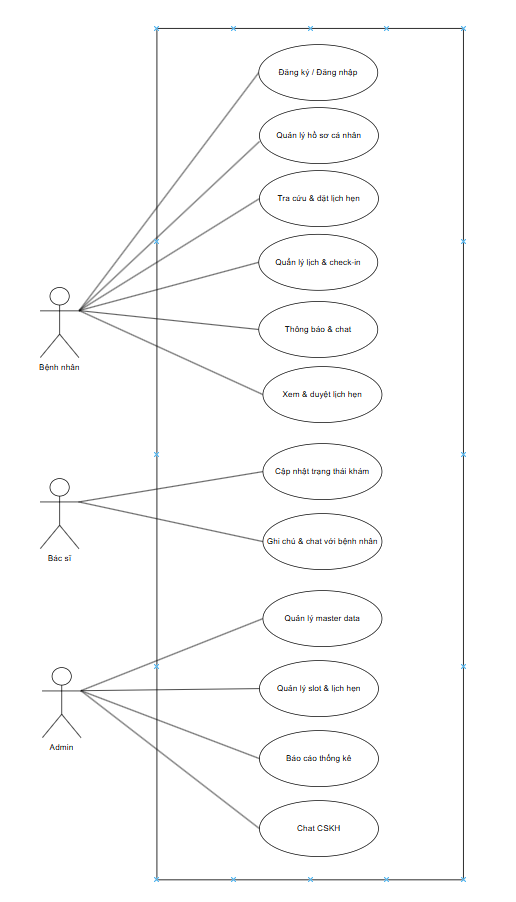 Đăng ký / Đăng nhập
Quản lý hồ sơ cá nhân
Tra cứu & đặt lịch hẹn
Quản lý lịch & check-in
Thông báo & chat
Bệnh nhân
Xem & duyệt lịch hẹn
Cập nhật trạng thái khám
Ghi chú & chat với bệnh nhân
Bác sĩ
Quản lý master data
Quản lý slot & lịch hẹn
Admin
Báo cáo thống kê
Chat CSKH